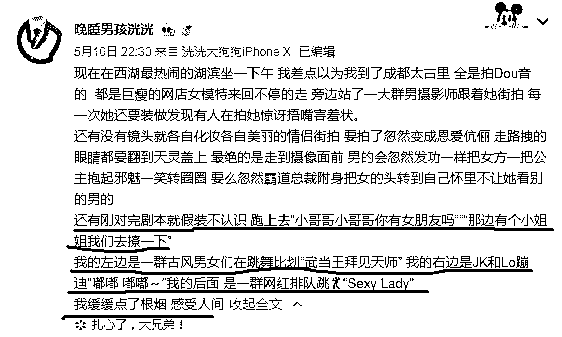 晚睡男孩洸洸
5月16日 22:30 来自 洸洸大狗狗iPhone X 已编辑
现在在西湖最热闹的湖滨坐一下午 我差点以为我到了成都太古里 全是拍Dou音
的 都是巨瘦的网店女模特来回不停的走 旁边站了一大群男摄影师跟着她街拍 每
一次她还要装做发现有人在拍她惊讶捂嘴害羞状。
还有没有镜头就各自化妆各自美丽的情侣街拍 要拍了忽然变成恩爱伉俪 走路拽的
眼睛都要翻到天灵盖上 最绝的是走到摄像面前 男的会忽然发功一样把女方一把公
主抱起邪魅一笑转圈圈 要么忽然霸道总裁附身把女的头转到自己怀里不让她看别
的男的
还有刚对完剧本就假装不认识 跑上去“小哥哥小哥哥你有女朋友吗”“那边有个小姐
姐我们去撩一下”
我的左边是一群古风男女们在跳舞比划“武当王拜见天师” 我的右边是JK和Lo蹦
迪“嘟嘟 嘟嘟～”我的后面 是一群网红排队跳 “Sexy Lady”
我缓缓点了根烟 感受人间 收起全文
扎心了，大兄弟！